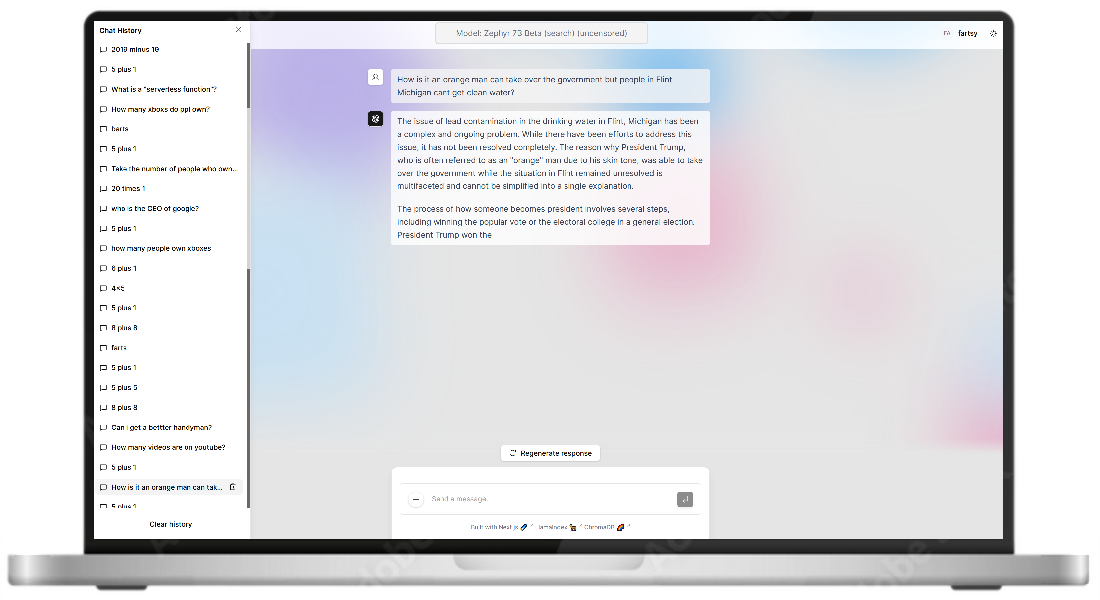 Chat History
2019 minus 19
5 plus 1
What is a "serverless function"?
How many xboxs do ppl own?
barts
5 plus 1
Take the number of people who own...
20 times 1
who is the CEO of google?
5 plus 1
how many people own xboxes
6 plus 1
4×5
5 plus 1
8 plus 8
farts
5 plus 1
5 plus 5
8 plus 8
Can i get a bettter handyman?
How many videos are on youtube?
5 plus 1
How is it an orange man can tak...
5 plus 1
Clear history
Model: Zephyr 73 Beta (search) (uncensored)
FA fartsy
How is it an orange man can take over the government but people in Flint
Michigan cant get clean water?
The issue of lead contamination in the drinking water in Flint, Michigan has been
a complex and ongoing problem. While there have been efforts to address this
issue, it has not been resolved completely. The reason why President Trump,
who is often referred to as an "orange" man due to his skin tone, was able to take
over the government while the situation in Flint remained unresolved is
multifaceted and cannot be simplified into a single explanation.
The process of how someone becomes president involves several steps,
including winning the popular vote or the electoral college in a general election.
President Trump won the
Regenerate response
Send a message.
Built with Next.js llamaindex ChromaDB